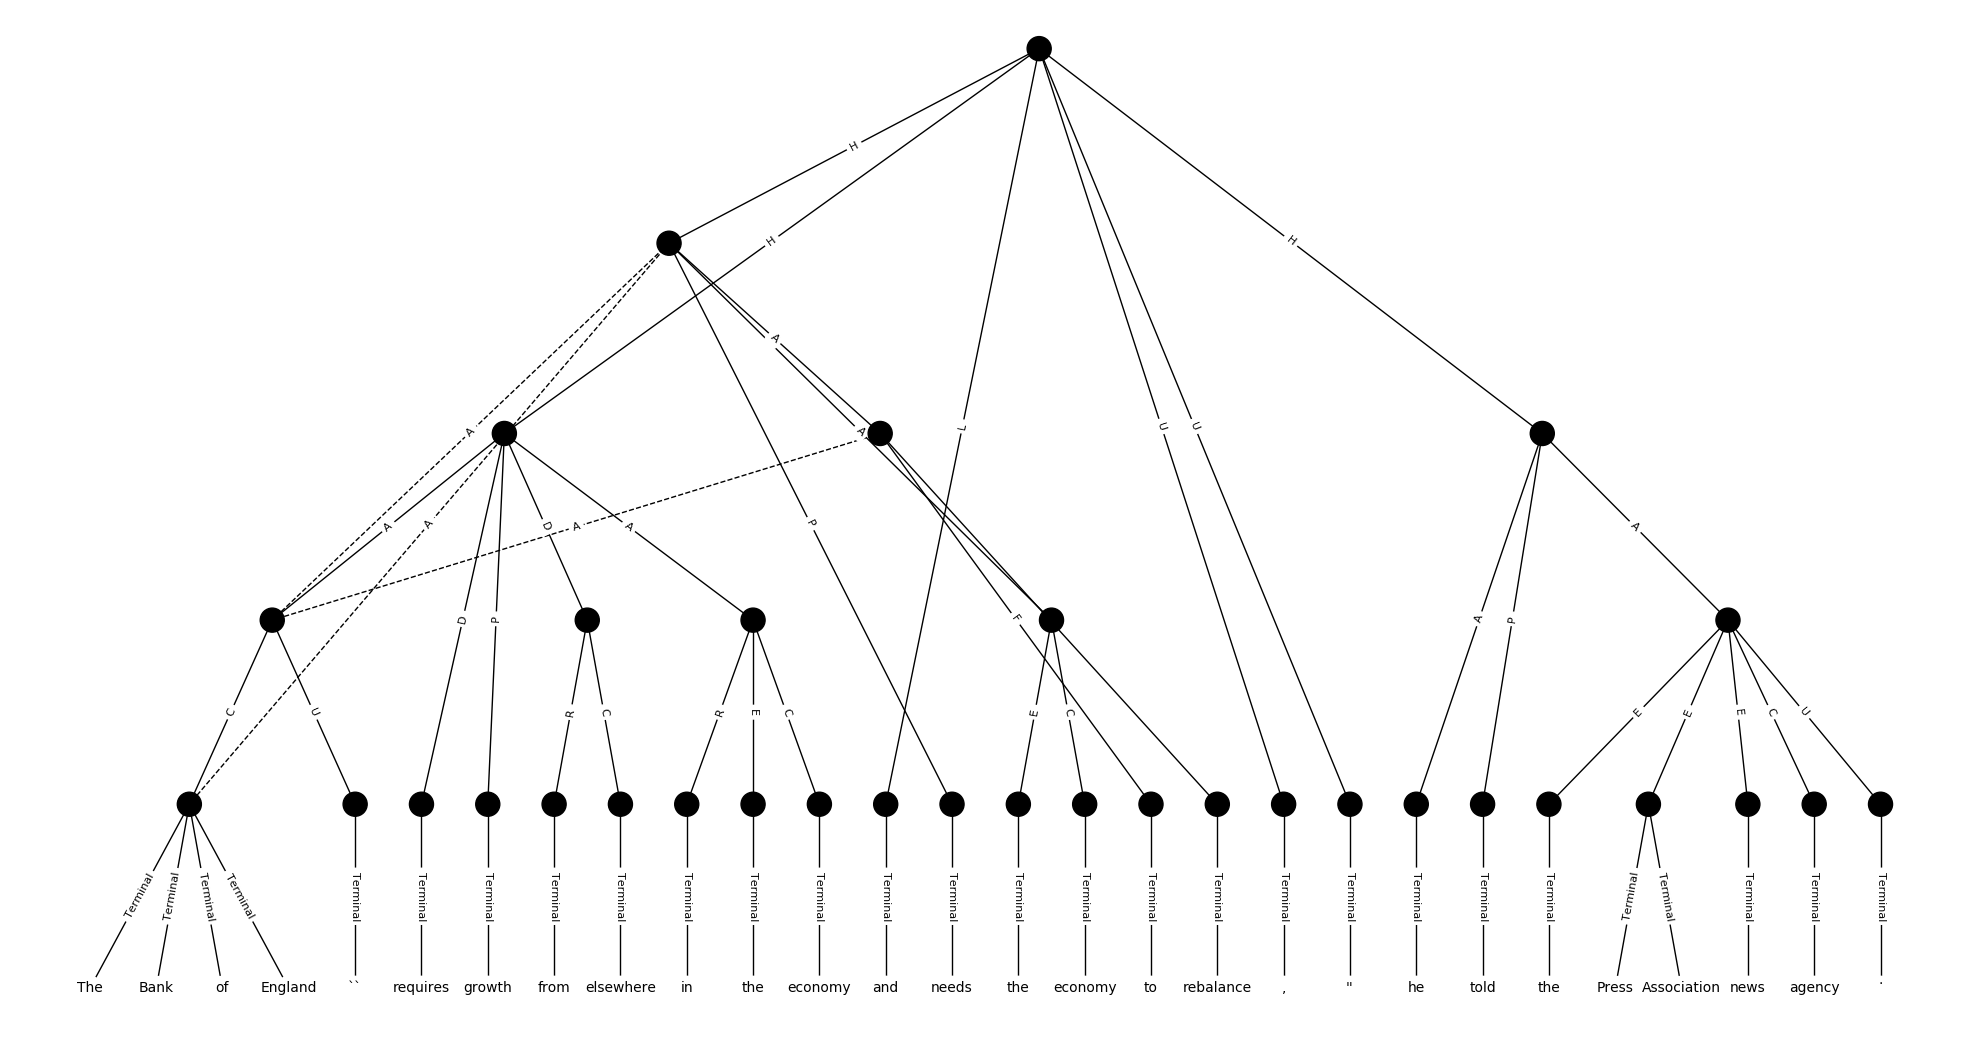 H
H
H
A
A
L
U
U
A
A
A
P
D
A
A
A
D
P
F
A
P
C
U
R
C
R
E
C
E
C
E
E
E
C
U
Terminal Terminal Terminal Terminal Terminal Terminal Terminal Terminal Terminal Terminal Terminal Terminal Terminal Terminal Terminal Terminal Terminal Terminal Terminal Terminal Terminal Terminal Terminal Terminal Terminal Terminal Terminal Terminal
The Bank of England `` requires growth from elsewhere in the economy and needs the economy to rebalance , " he told the Press Association news agency .